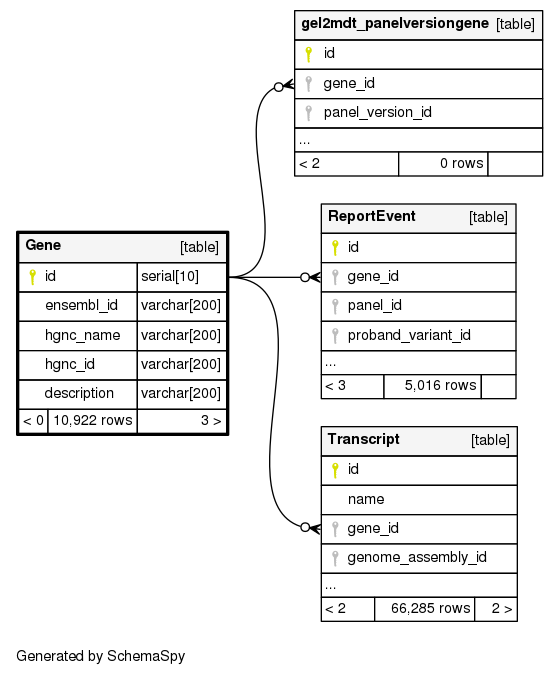 gel2mdt_panelversiongene [table]
id
gene_id
panel_version_id
...
< 2 0 rows
ReportEvent [table]
id
gene_id
panel_id
proband_variant_id
...
< 3 5,016 rows
Gene [table]
id serial[10]
ensembl_id varchar[200]
hgnc_name varchar[200]
hgnc_id varchar[200]
description varchar[200]
< 0 10,922 rows 3 >
Transcript [table]
id
name
gene_id
genome_assembly_id
...
< 2 66,285 rows 2 >
Generated by SchemaSpy